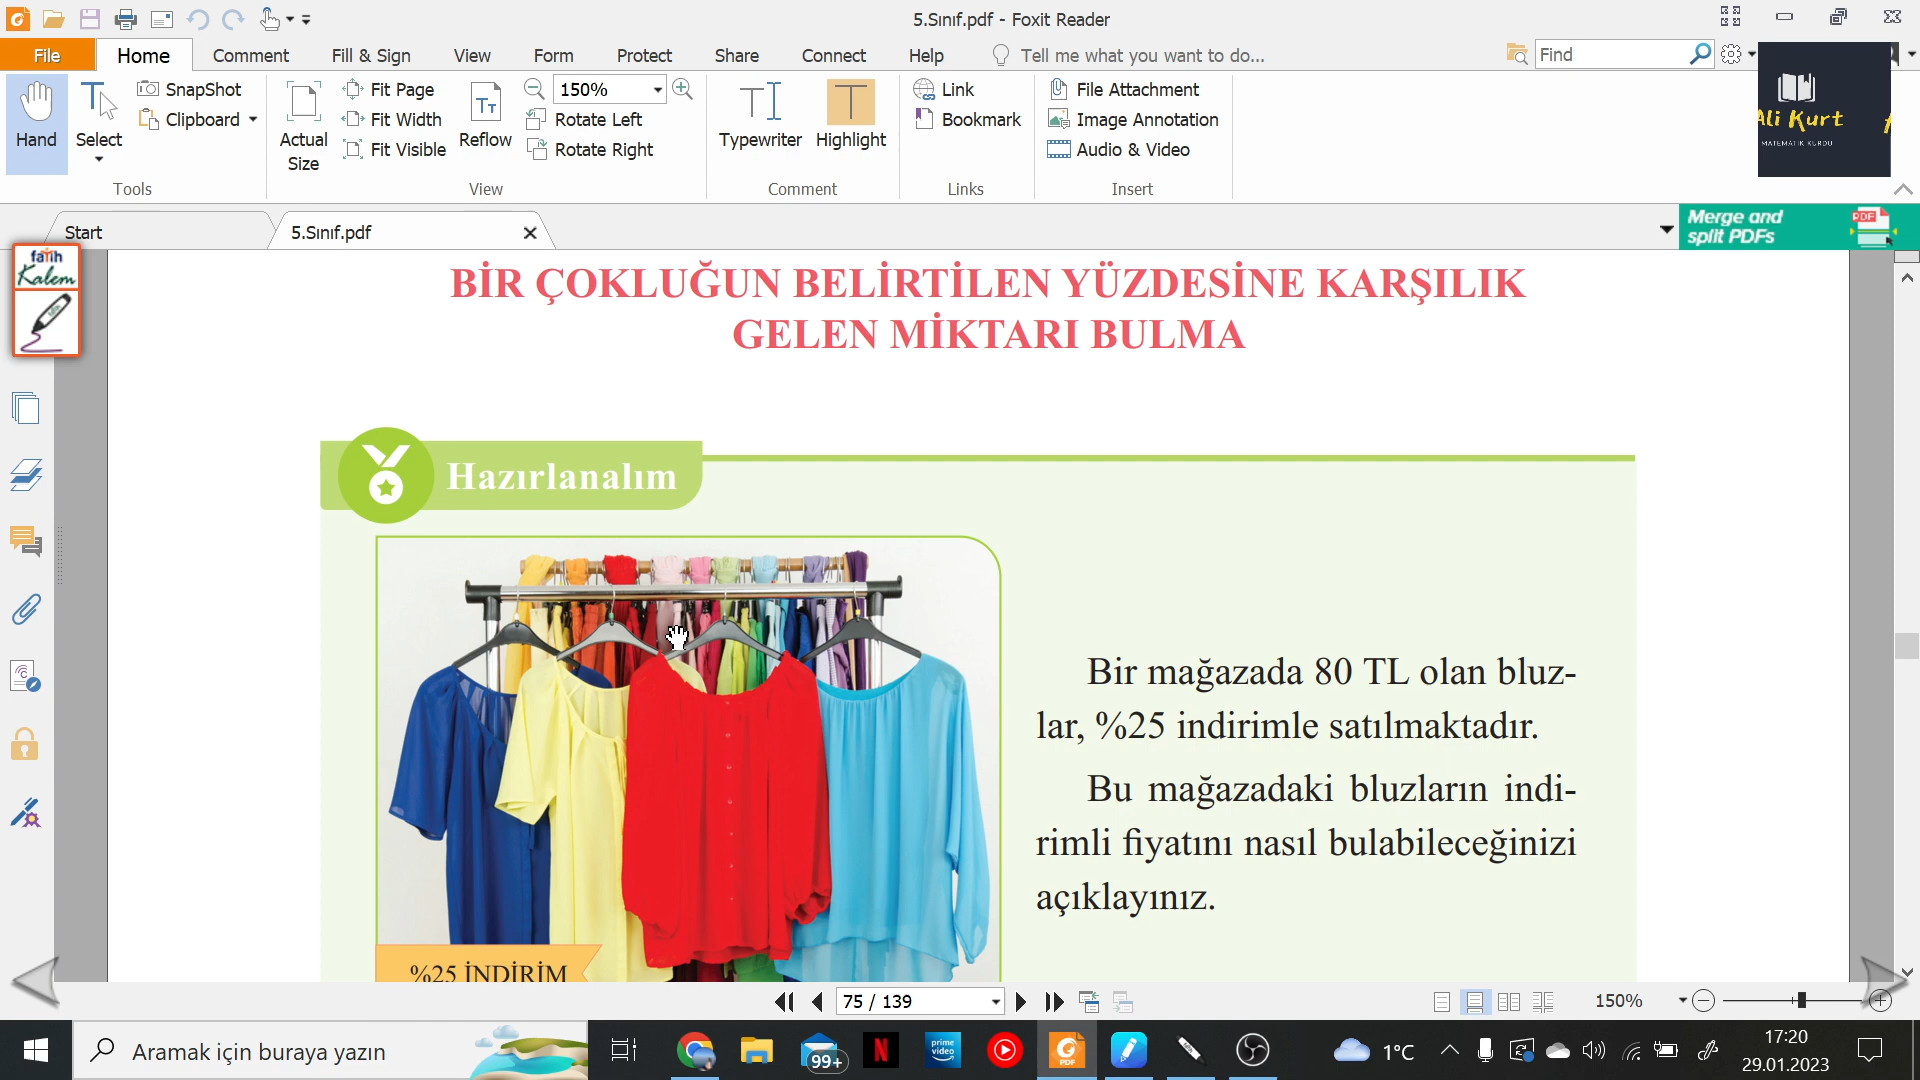 5.Sınıf.pdf - Foxit Reader
File Home Comment Fill & Sign View Form Protect Share Connect Help Tell me what you want to do... Find
SnapShot Fit Page 150% Link File Attachment
Clipboard Fit Width Rotate Left Bookmark Image Annotation
Hand Select Actual Size Fit Visible Reflow Rotate Right Typewriter Highlight Audio & Video
Tools View Comment Links Insert
Ali Kurt
MATEMATİK KURDU
Start 5.Sınıf.pdf
Merge and
split PDFs
PDF
fatih
Kalem
BİR ÇOKLUĞUN BELİRTİLEN YÜZDESİNE KARŞILIK
GELEN MİKTARI BULMA
Hazırlanalım
Bir mağazada 80 TL olan bluz-
lar, %25 indirimle satılmaktadır.
Bu mağazadaki bluzların indi-
rimli fiyatını nasıl bulabileceğinizi
açıklayınız.
%25 İNDİRİM
75 / 139 150%
Aramak için buraya yazın
99+
N
prime
video
PDF
1°C
17:20
29.01.2023